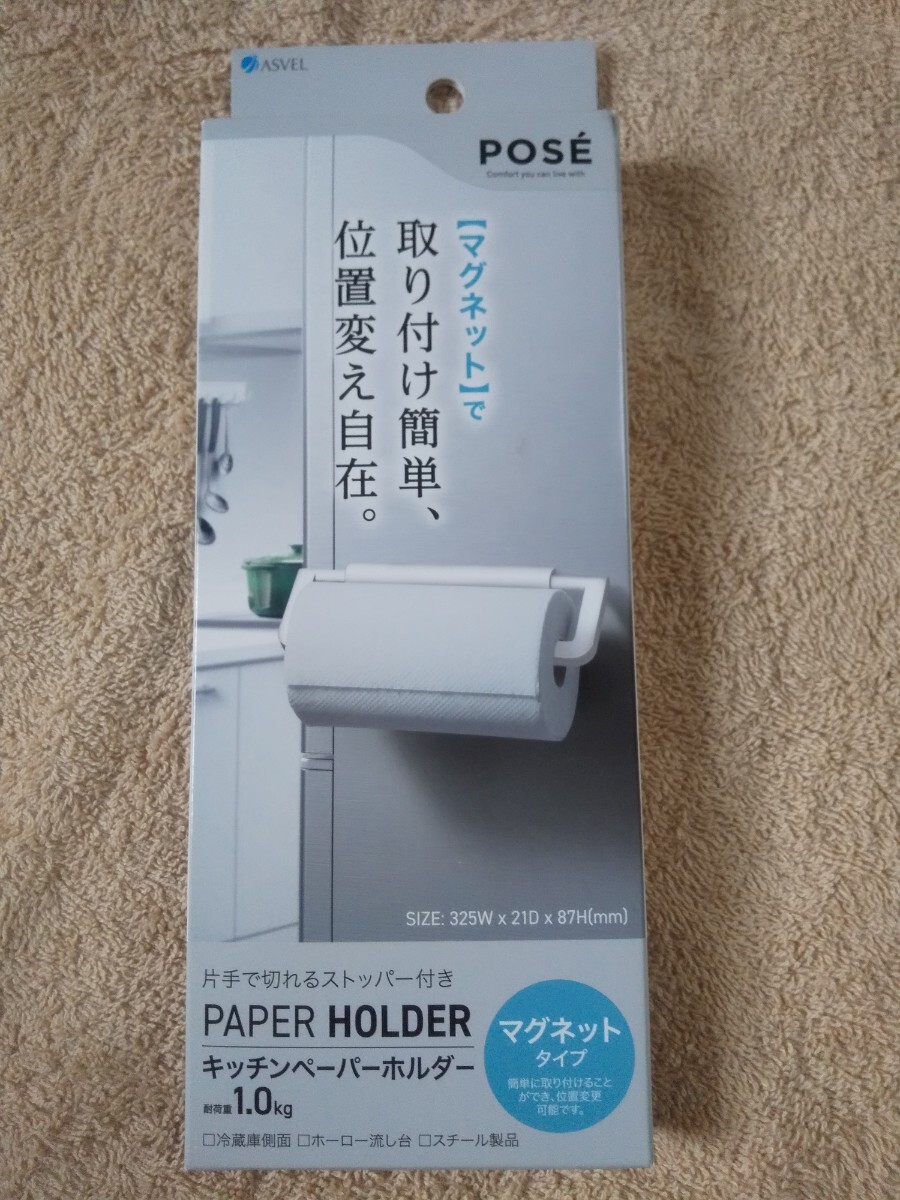 ASVEL
POSÉ
Comfort you can live with
【マグネット】で
取り付け簡単、
位置変え自在。
SIZE: 325W x 21D x 87H(mm)
片手で切れるストッパー付き
PAPER HOLDER
キッチンペーパーホルダー
耐荷重 1.0kg
マグネット
タイプ
簡単に取り付けること
ができ、位置変更
可能です。
□冷蔵庫側面 □ホーロー流し台 □スチール製品